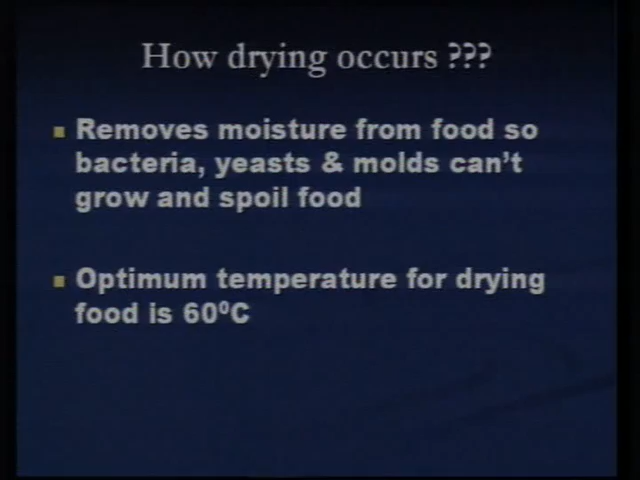 How drying occurs ???
Removes moisture from food so
bacteria, yeasts & molds can't
grow and spoil food
Optimum temperature for drying
food is 60⁰C